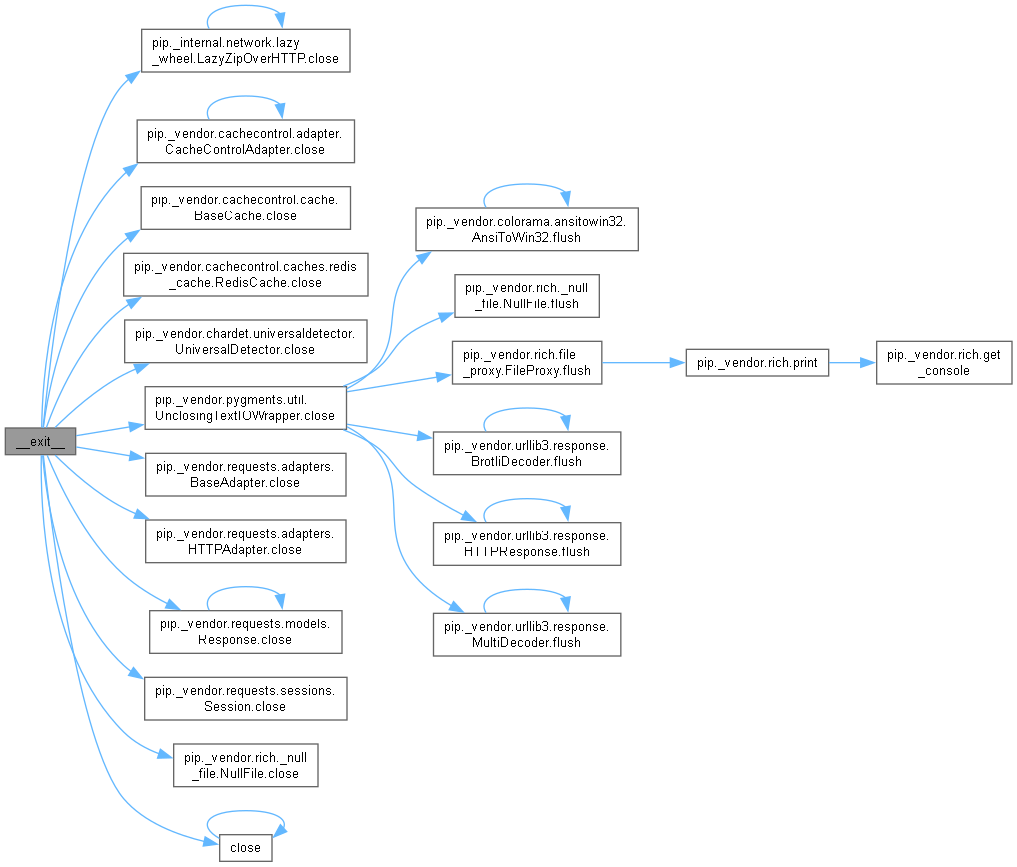 pip._internal.network.lazy
_wheel.LazyZipOverHTTP.close
pip._vendor.cachecontrol.adapter.
CacheControlAdapter.close
pip._vendor.cachecontrol.cache.
BaseCache.close
pip._vendor.cachecontrol.caches.redis
_cache.RedisCache.close
pip._vendor.chardet.universaldetector.
UniversalDetector.close
pip._vendor.pygments.util.
UnclosingTextIOWrapper.close
__exit__
pip._vendor.requests.adapters.
BaseAdapter.close
pip._vendor.requests.adapters.
HTTPAdapter.close
pip._vendor.requests.models.
Response.close
pip._vendor.requests.sessions.
Session.close
pip._vendor.rich._null
_file.NullFile.close
close
pip._vendor.colorama.ansitowin32.
AnsiToWin32.flush
pip._vendor.rich._null
_file.NullFile.flush
pip._vendor.rich.file
_proxy.FileProxy.flush
pip._vendor.urllib3.response.
BrotliDecoder.flush
pip._vendor.urllib3.response.
HTTPResponse.flush
pip._vendor.urllib3.response.
MultiDecoder.flush
pip._vendor.rich.print
pip._vendor.rich.get
_console